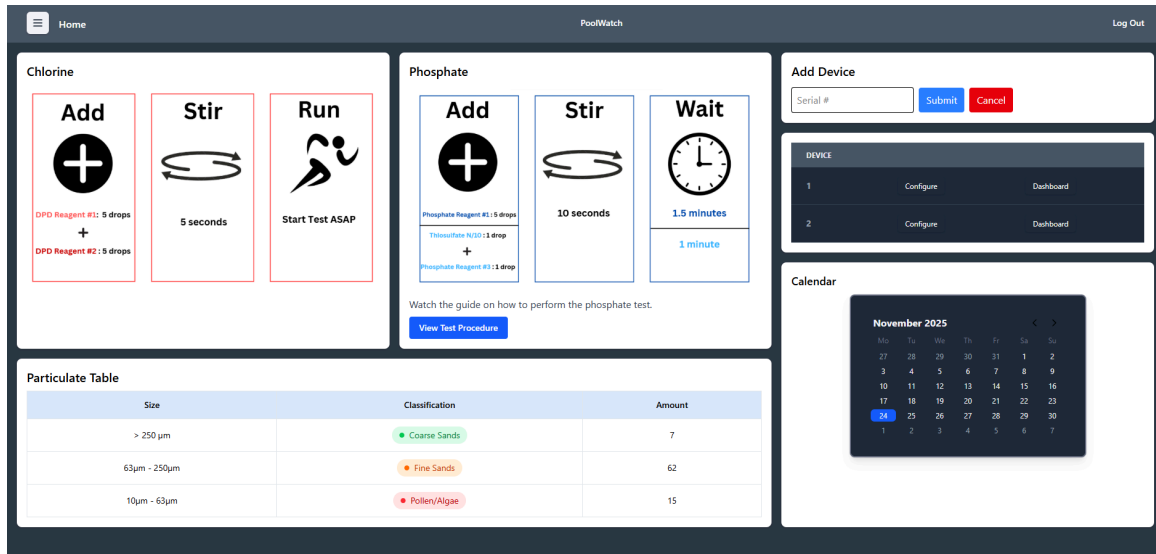 Home
PoolWatch
Log Out
Chlorine
Add
DPD Reagent #1: 5 drops
+
DPD Reagent #2 : 5 drops
Stir
5 seconds
Run
Start Test ASAP
Phosphate
Add
Phosphate Reagent #1 : 5 drops
Thiosulfate N/10 : 1 drop
+
Phosphate Reagent #3 : 1 drop
Stir
10 seconds
Wait
1.5 minutes
1 minute
Watch the guide on how to perform the phosphate test.
View Test Procedure
Add Device
Serial # Submit Cancel
DEVICE
1 Configure Dashboard
2 Configure Dashboard
Particulate Table
Size Classification Amount
> 250 μm Coarse Sands 7
63μm - 250μm Fine Sands 62
10μm - 63μm Pollen/Algae 15
Calendar
November 2025
Mo Tu We Th Fr Sa Su
27 28 29 30 31 1 2
3 4 5 6 7 8 9
10 11 12 13 14 15 16
17 18 19 20 21 22 23
24 25 26 27 28 29 30
1 2 3 4 5 6 7